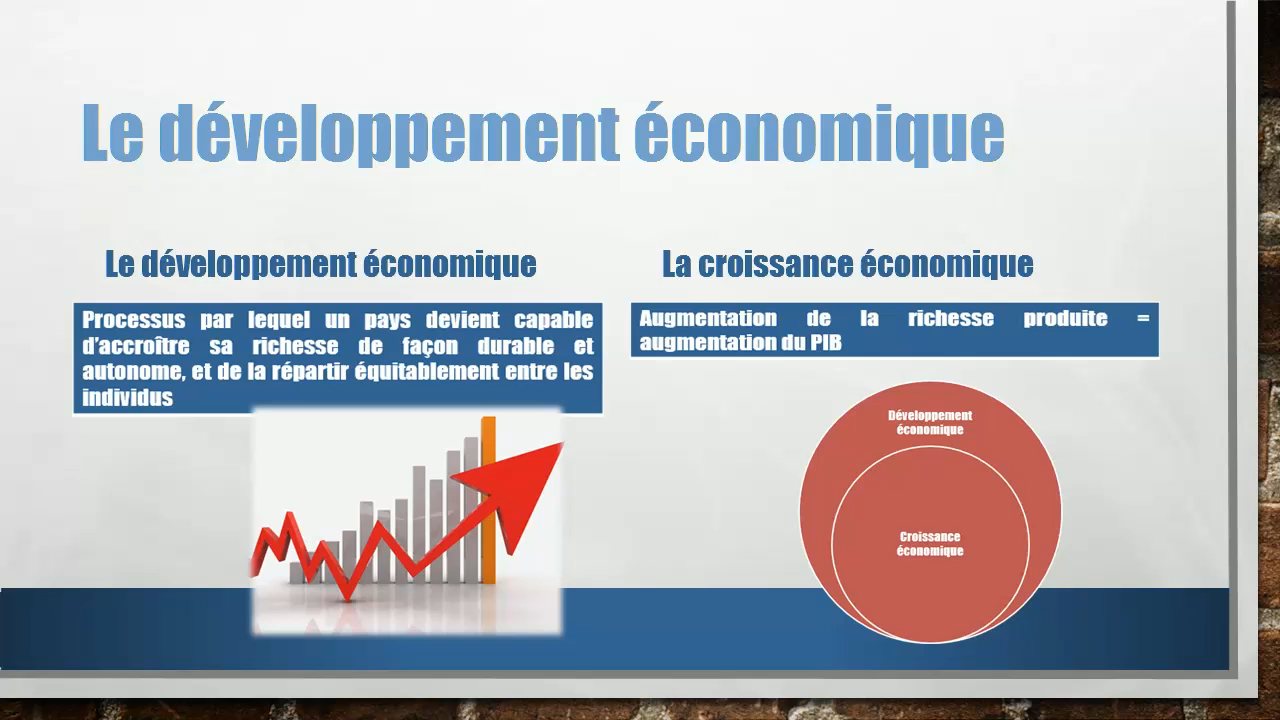 Le développement économique
Le développement économique
Processus par lequel un pays devient capable
d'accroître sa richesse de façon durable et
autonome, et de la répartir équitablement entre les
individus
La croissance économique
Augmentation de la richesse produite =
augmentation du PIB
Développement
économique
Croissance
économique